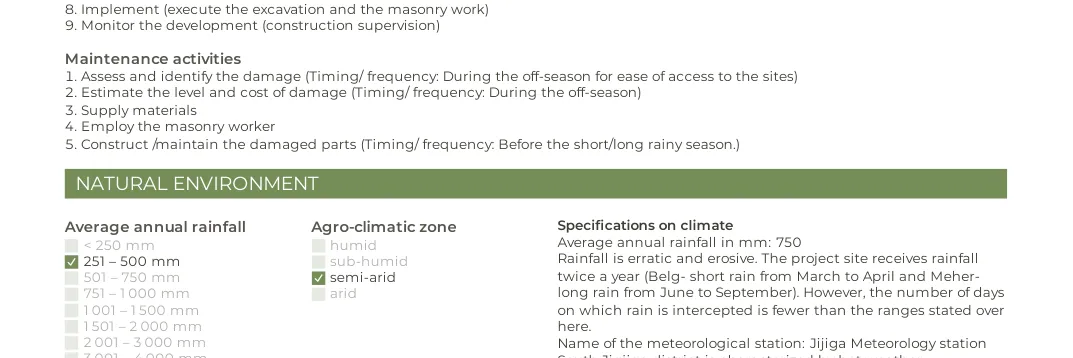 8. Implement (execute the excavation and the masonry work)
9. Monitor the development (construction supervision)
Maintenance activities
1. Assess and identify the damage (Timing/ frequency: During the off-season for ease of access to the sites)
2. Estimate the level and cost of damage (Timing/ frequency: During the off-season)
3. Supply materials
4. Employ the masonry worker
5. Construct /maintain the damaged parts (Timing/ frequency: Before the short/long rainy season.)
NATURAL ENVIRONMENT
Average annual rainfall
< 250 mm
251 – 500 mm
501 – 750 mm
751 – 1 000 mm
1 001 – 1 500 mm
1 501 – 2 000 mm
2 001 – 3 000 mm
3 001 – 4 000 mm
Agro-climatic zone
humid
sub-humid
semi-arid
arid
Specifications on climate
Average annual rainfall in mm: 750
Rainfall is erratic and erosive. The project site receives rainfall
twice a year (Belg- short rain from March to April and Meher-
long rain from June to September). However, the number of days
on which rain is intercepted is fewer than the ranges stated over
here.
Name of the meteorological station: Jijiga Meteorology station